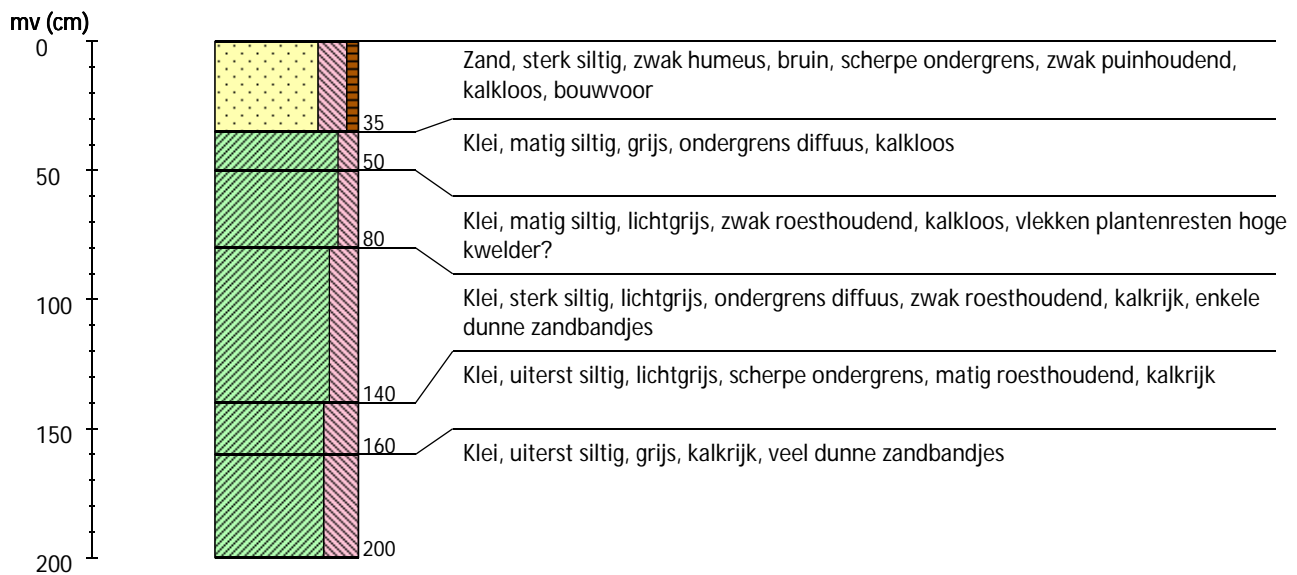 mv (cm)
0
Zand, sterk siltig, zwak humeus, bruin, scherpe ondergrens, zwak puinhoudend,
kalkloos, bouwvoor
35
Klei, matig siltig, grijs, ondergrens diffuus, kalkloos
50
50
Klei, matig siltig, lichtgrijs, zwak roesthoudend, kalkloos, vlekken plantenresten hoge
kwelder?
80
100
Klei, sterk siltig, lichtgrijs, ondergrens diffuus, zwak roesthoudend, kalkrijk, enkele
dunne zandbandjes
Klei, uiterst siltig, lichtgrijs, scherpe ondergrens, matig roesthoudend, kalkrijk
140
150
160
Klei, uiterst siltig, grijs, kalkrijk, veel dunne zandbandjes
200
200